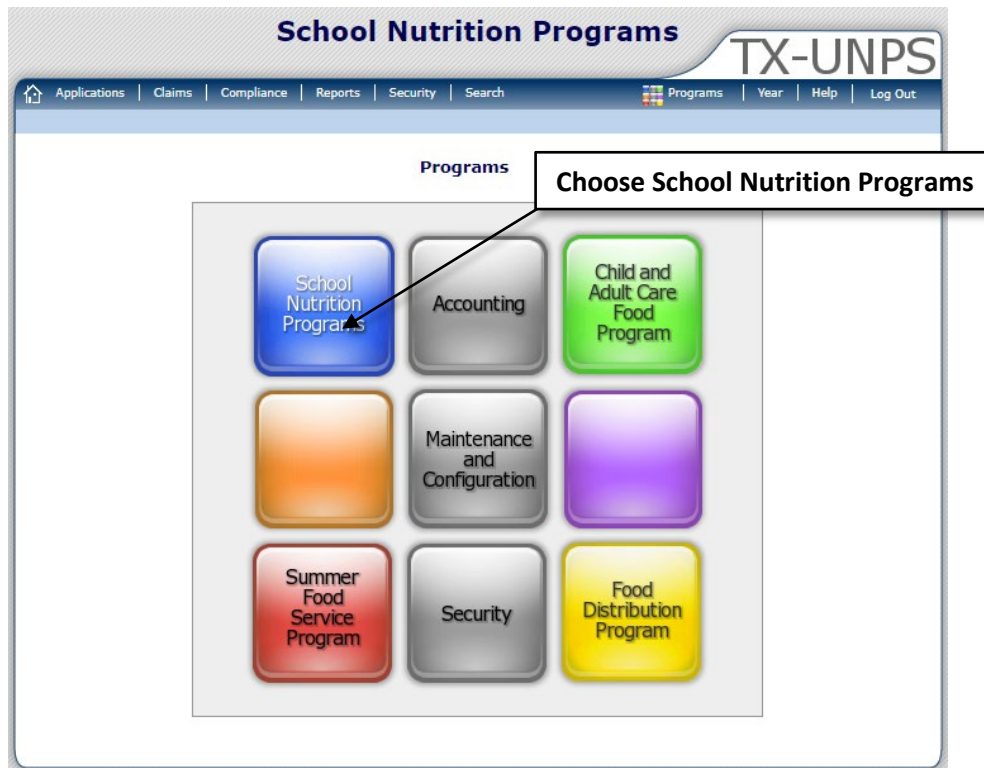 School Nutrition Programs
TX-UNPS
Applications | Claims | Compliance | Reports | Security | Search
Programs | Year | Help | Log Out
Programs
Choose School Nutrition Programs
School
Nutrition
Programs
Accounting
Child and
Adult Care
Food
Program
Maintenance
and
Configuration
Summer
Food
Service
Program
Security
Food
Distribution
Program